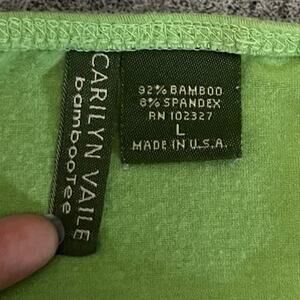 CARILYN VAILE
bambooTee
92% BAMBOO
8% SPANDEX
RN 102327
L
MADE IN U.S.A.